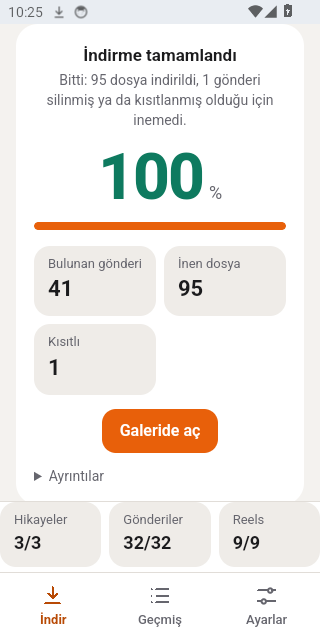 10:25
İndirme tamamlandı
Bitti: 95 dosya indirildi, 1 gönderi
silinmiş ya da kısıtlanmış olduğu için
inemedi.
100 %
Bulunan gönderi
41
İnen dosya
95
Kısıtlı
1
Galeride aç
Ayrıntılar
Hikayeler
3/3
Gönderiler
32/32
Reels
9/9
İndir
Geçmiş
Ayarlar